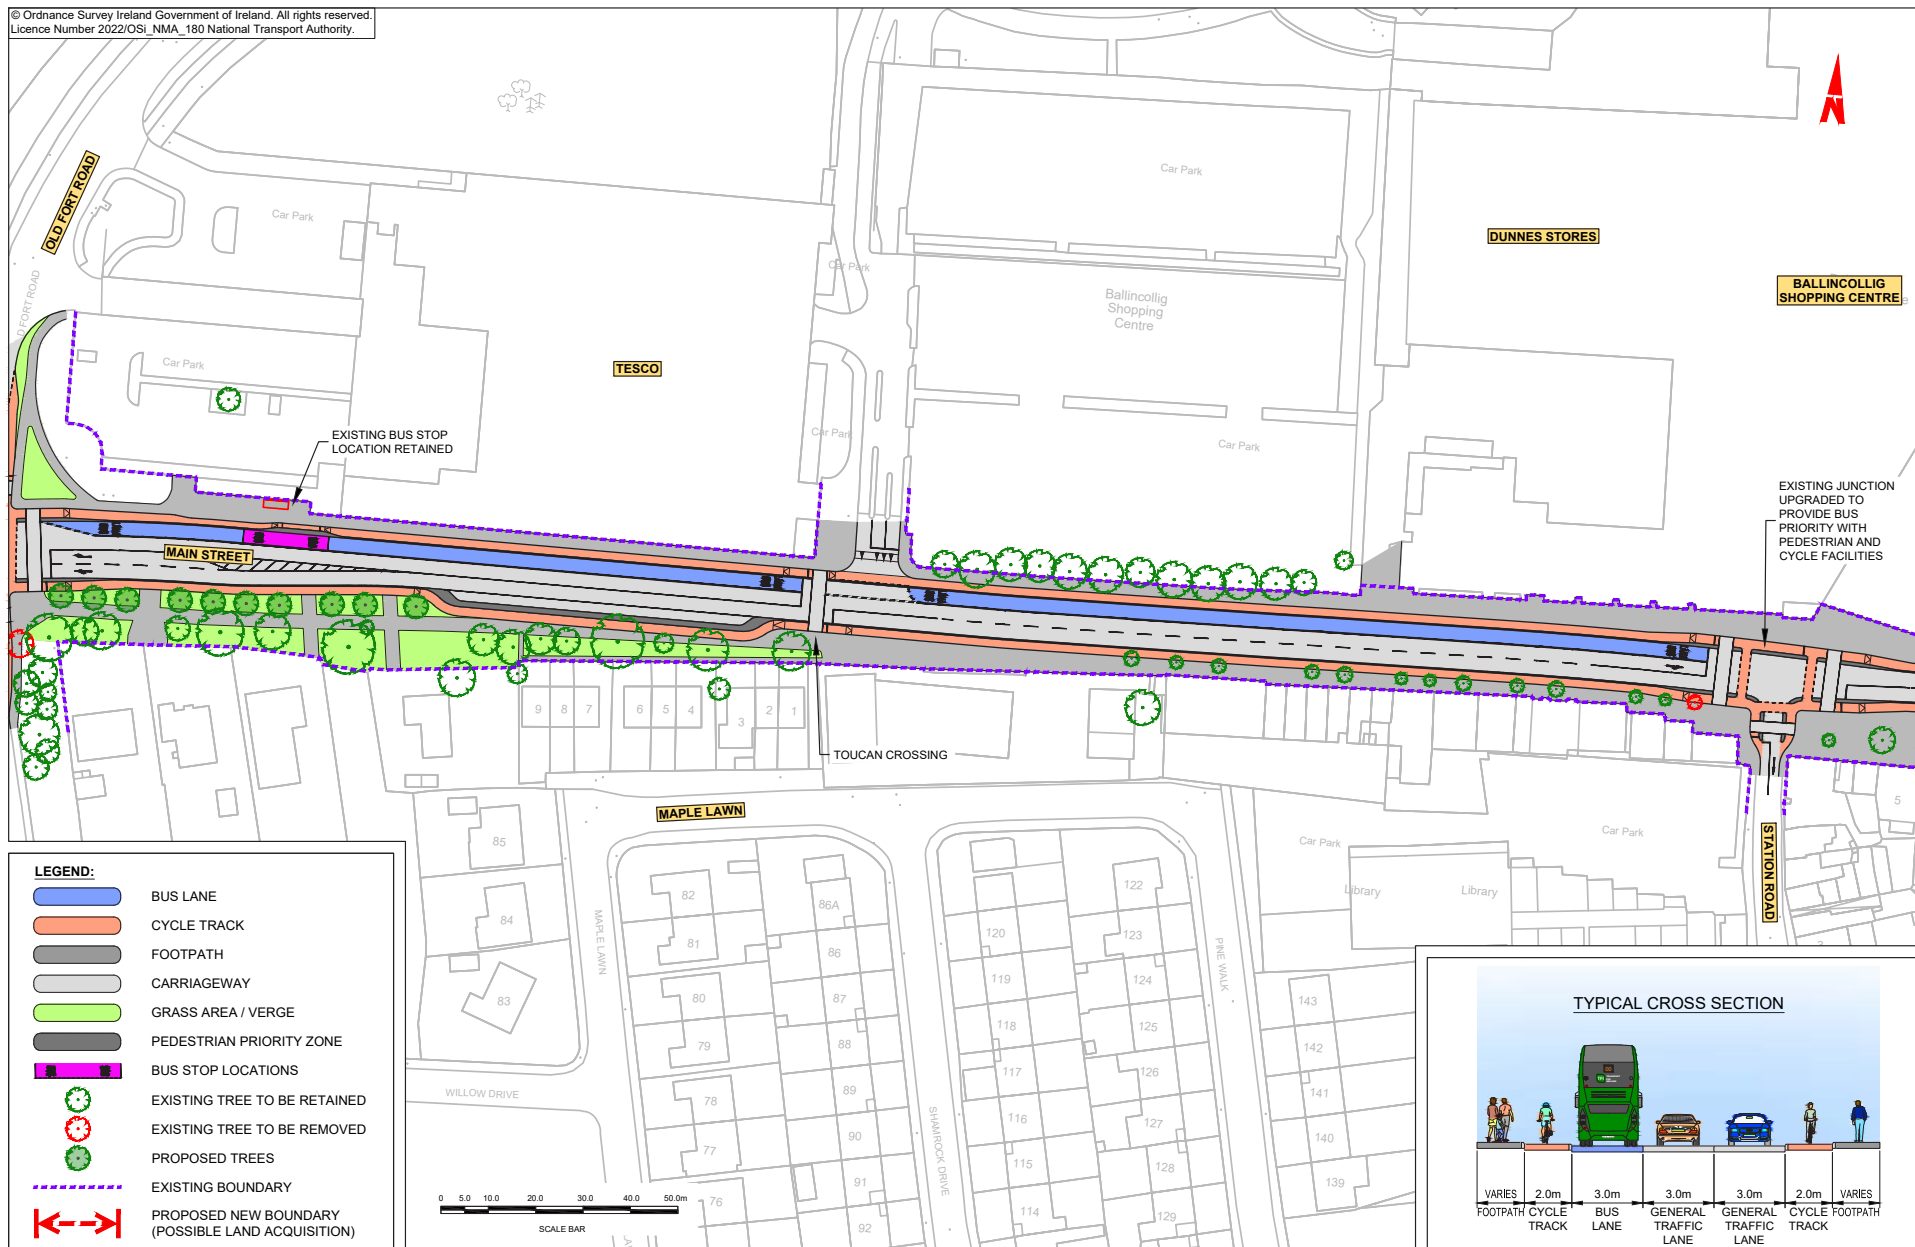 © Ordnance Survey Ireland Government of Ireland. All rights reserved.
Licence Number 2022/OSi_NMA_180 National Transport Authority.
N
OLD FORT ROAD
Car Park
Car Park
DUNNES STORES
BALLINCOLLIG
SHOPPING CENTRE
Car Park
Ballincollig
Shopping
Centre
D FORT ROAD
Car Park
TESCO
EXISTING BUS STOP
LOCATION RETAINED
Car Park
Car Park
EXISTING JUNCTION
UPGRADED TO
PROVIDE BUS
PRIORITY WITH
PEDESTRIAN AND
CYCLE FACILITIES
MAIN STREET
9
8
7
6
5
4
3
2
1
TOUCAN CROSSING
MAPLE LAWN
STATION ROAD
5
Car Park
Car Park
Library
Library
85
84
83
MAPLE LAWN
82
81
80
79
78
77
76
86A
86
87
88
89
90
91
92
SHAMROCK DRIVE
120
119
118
117
116
115
114
122
123
124
125
126
127
128
129
PINE WALK
143
142
141
140
139
WILLOW DRIVE
LEGEND:
BUS LANE
CYCLE TRACK
FOOTPATH
CARRIAGEWAY
GRASS AREA / VERGE
PEDESTRIAN PRIORITY ZONE
BUS STOP LOCATIONS
EXISTING TREE TO BE RETAINED
EXISTING TREE TO BE REMOVED
PROPOSED TREES
EXISTING BOUNDARY
PROPOSED NEW BOUNDARY
(POSSIBLE LAND ACQUISITION)
0 5.0 10.0 20.0 30.0 40.0 50.0m
SCALE BAR
TYPICAL CROSS SECTION
VARIES 2.0m 3.0m 3.0m 3.0m 2.0m VARIES
FOOTPATH CYCLE BUS GENERAL GENERAL CYCLE FOOTPATH
TRACK LANE TRAFFIC TRAFFIC TRACK
LANE LANE